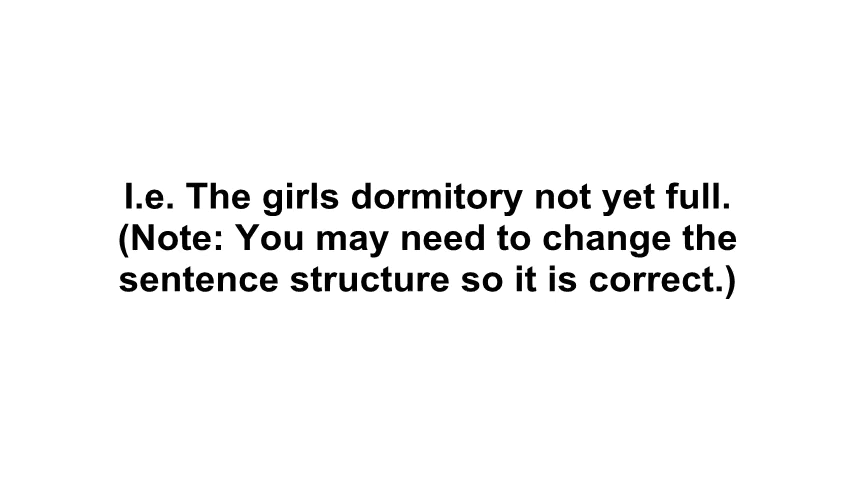 I.e. The girls dormitory not yet full.
(Note: You may need to change the
sentence structure so it is correct.)